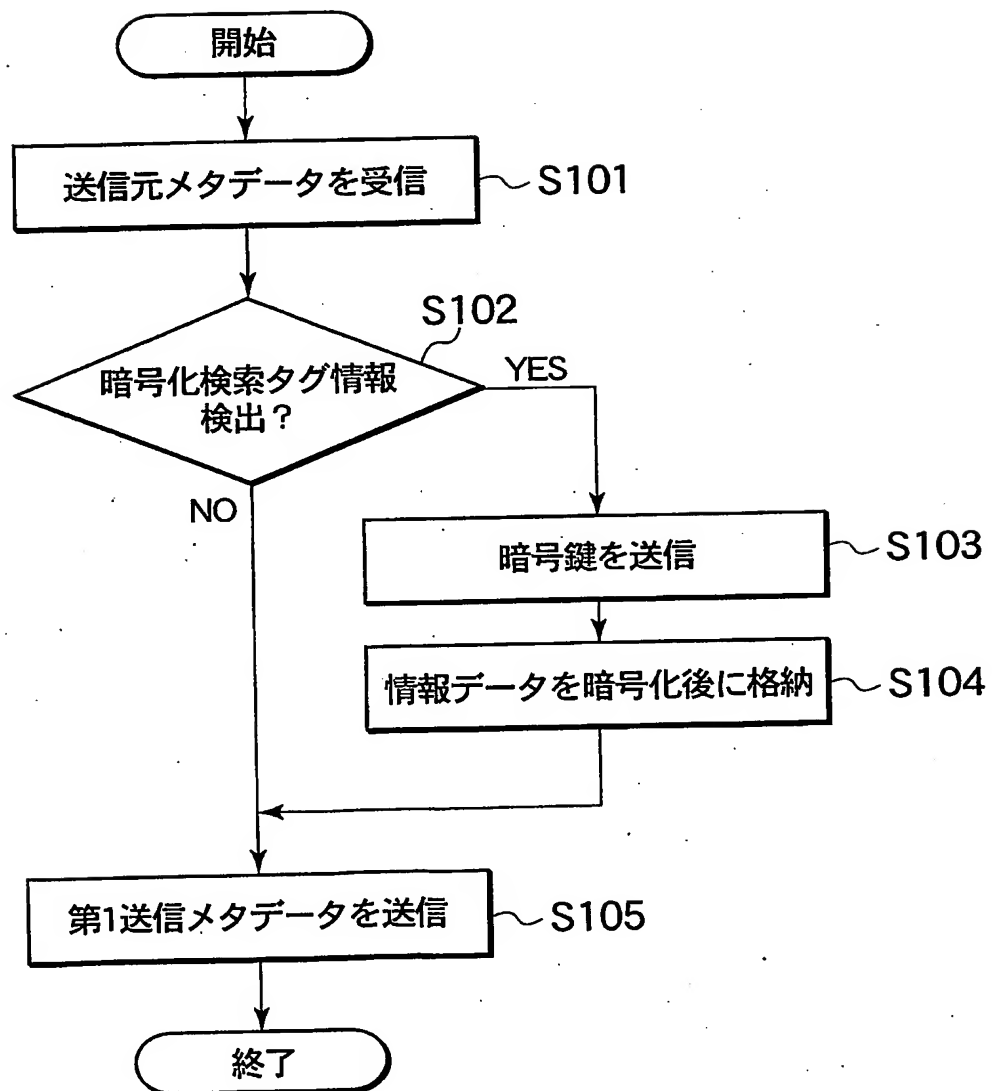 開始
送信元メタデータを受信
S101
S102
暗号化検索タグ情報
検出?
YES
NO
暗号鍵を送信
S103
情報データを暗号化後に格納
S104
第1送信メタデータを送信
S105
終了